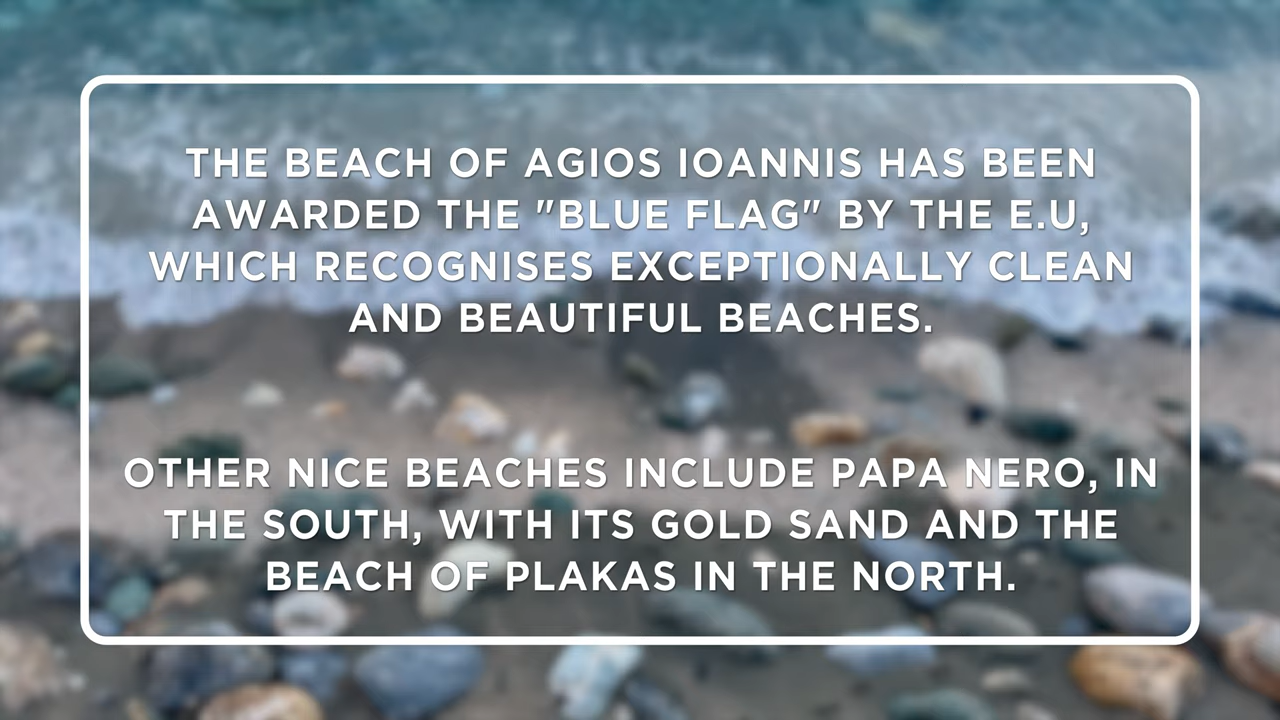 THE BEACH OF AGIOS IOANNIS HAS BEEN
AWARDED THE "BLUE FLAG" BY THE E.U,
WHICH RECOGNISES EXCEPTIONALLY CLEAN
AND BEAUTIFUL BEACHES.
OTHER NICE BEACHES INCLUDE PAPA NERO, IN
THE SOUTH, WITH ITS GOLD SAND AND THE
BEACH OF PLAKAS IN THE NORTH.